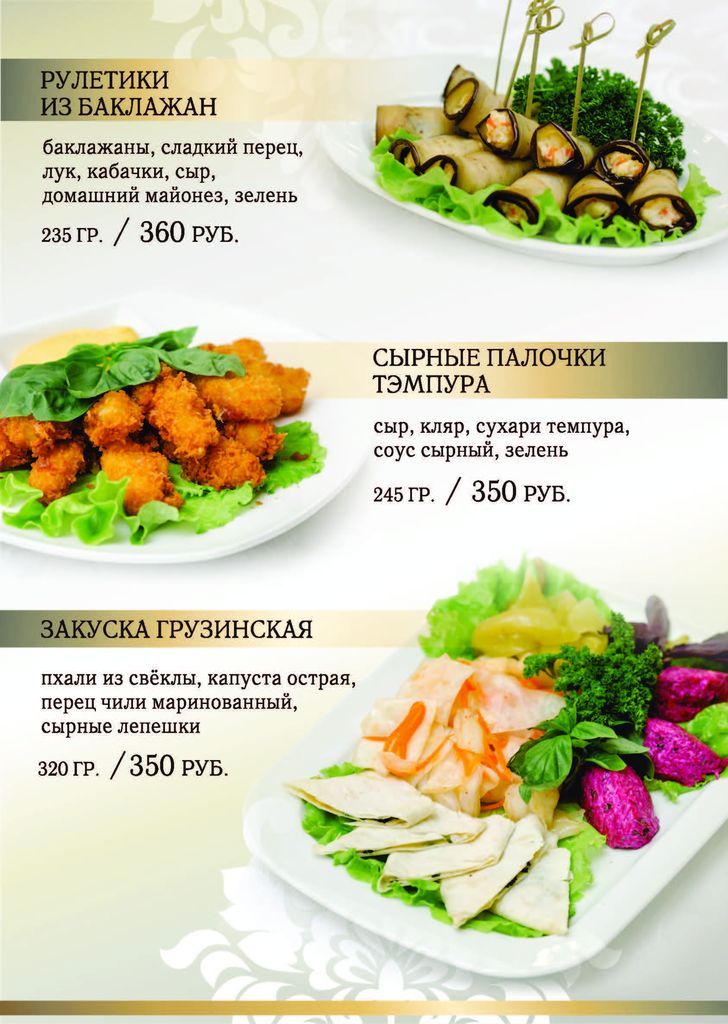 РУЛЕТИКИ
ИЗ БАКЛАЖАН
баклажаны, сладкий перец,
лук, кабачки, сыр,
домашний майонез, зелень
235 ГР. / 360 РУБ.
СЫРНЫЕ ПАЛОЧКИ
ТЭМПУРА
сыр, кляр, сухари темпура,
соус сырный, зелень
245 ГР. / 350 РУБ.
ЗАКУСКА ГРУЗИНСКАЯ
пхали из свёклы, капуста острая,
перец чили маринованный,
сырные лепешки
320 ГР. / 350 РУБ.